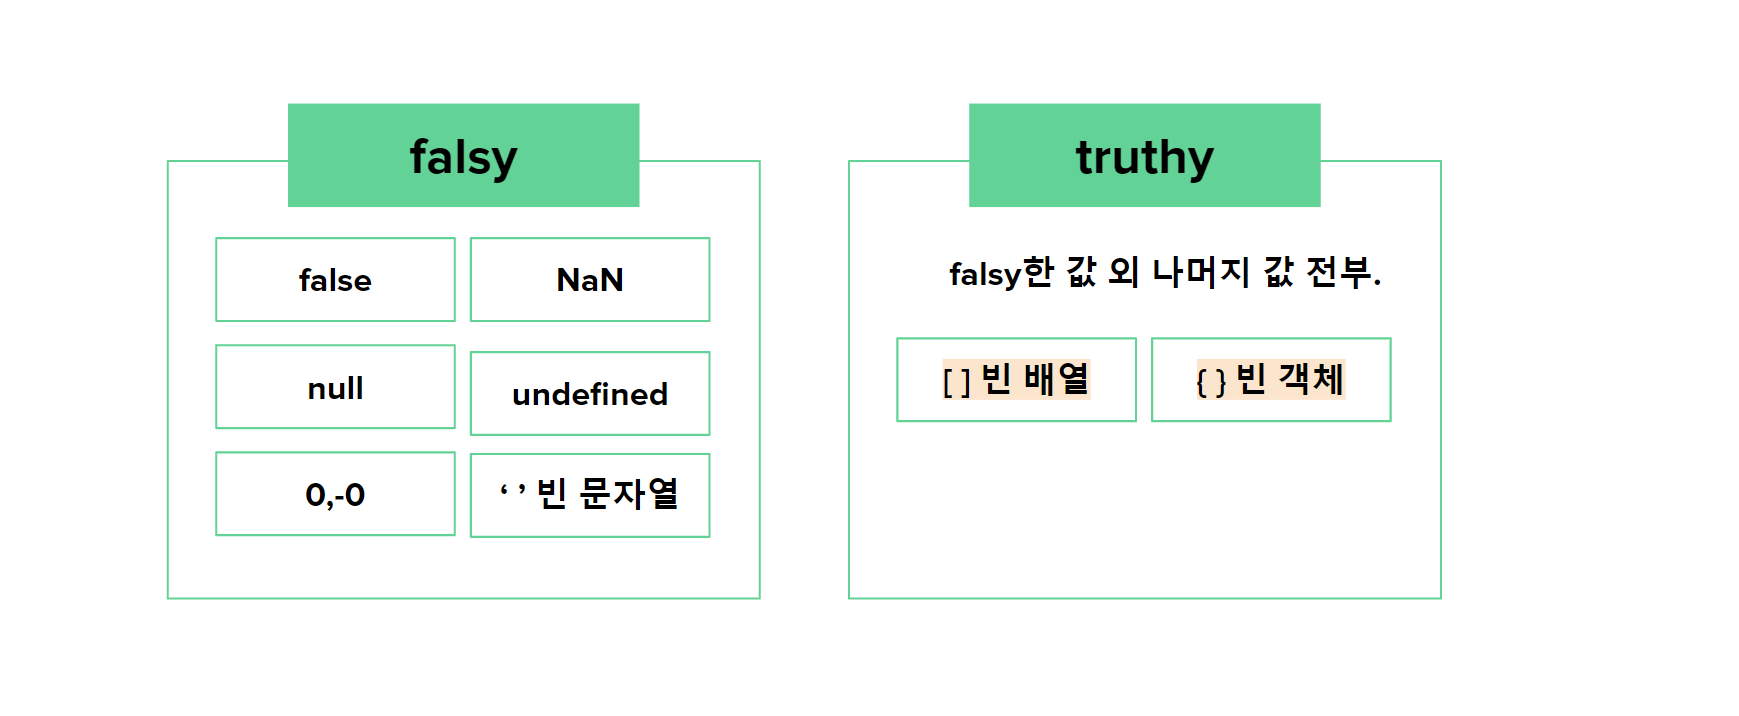 falsy
false
NaN
null
undefined
0,-0
‘ ’ 빈 문자열
truthy
falsy한 값 외 나머지 값 전부.
[ ] 빈 배열
{ } 빈 객체